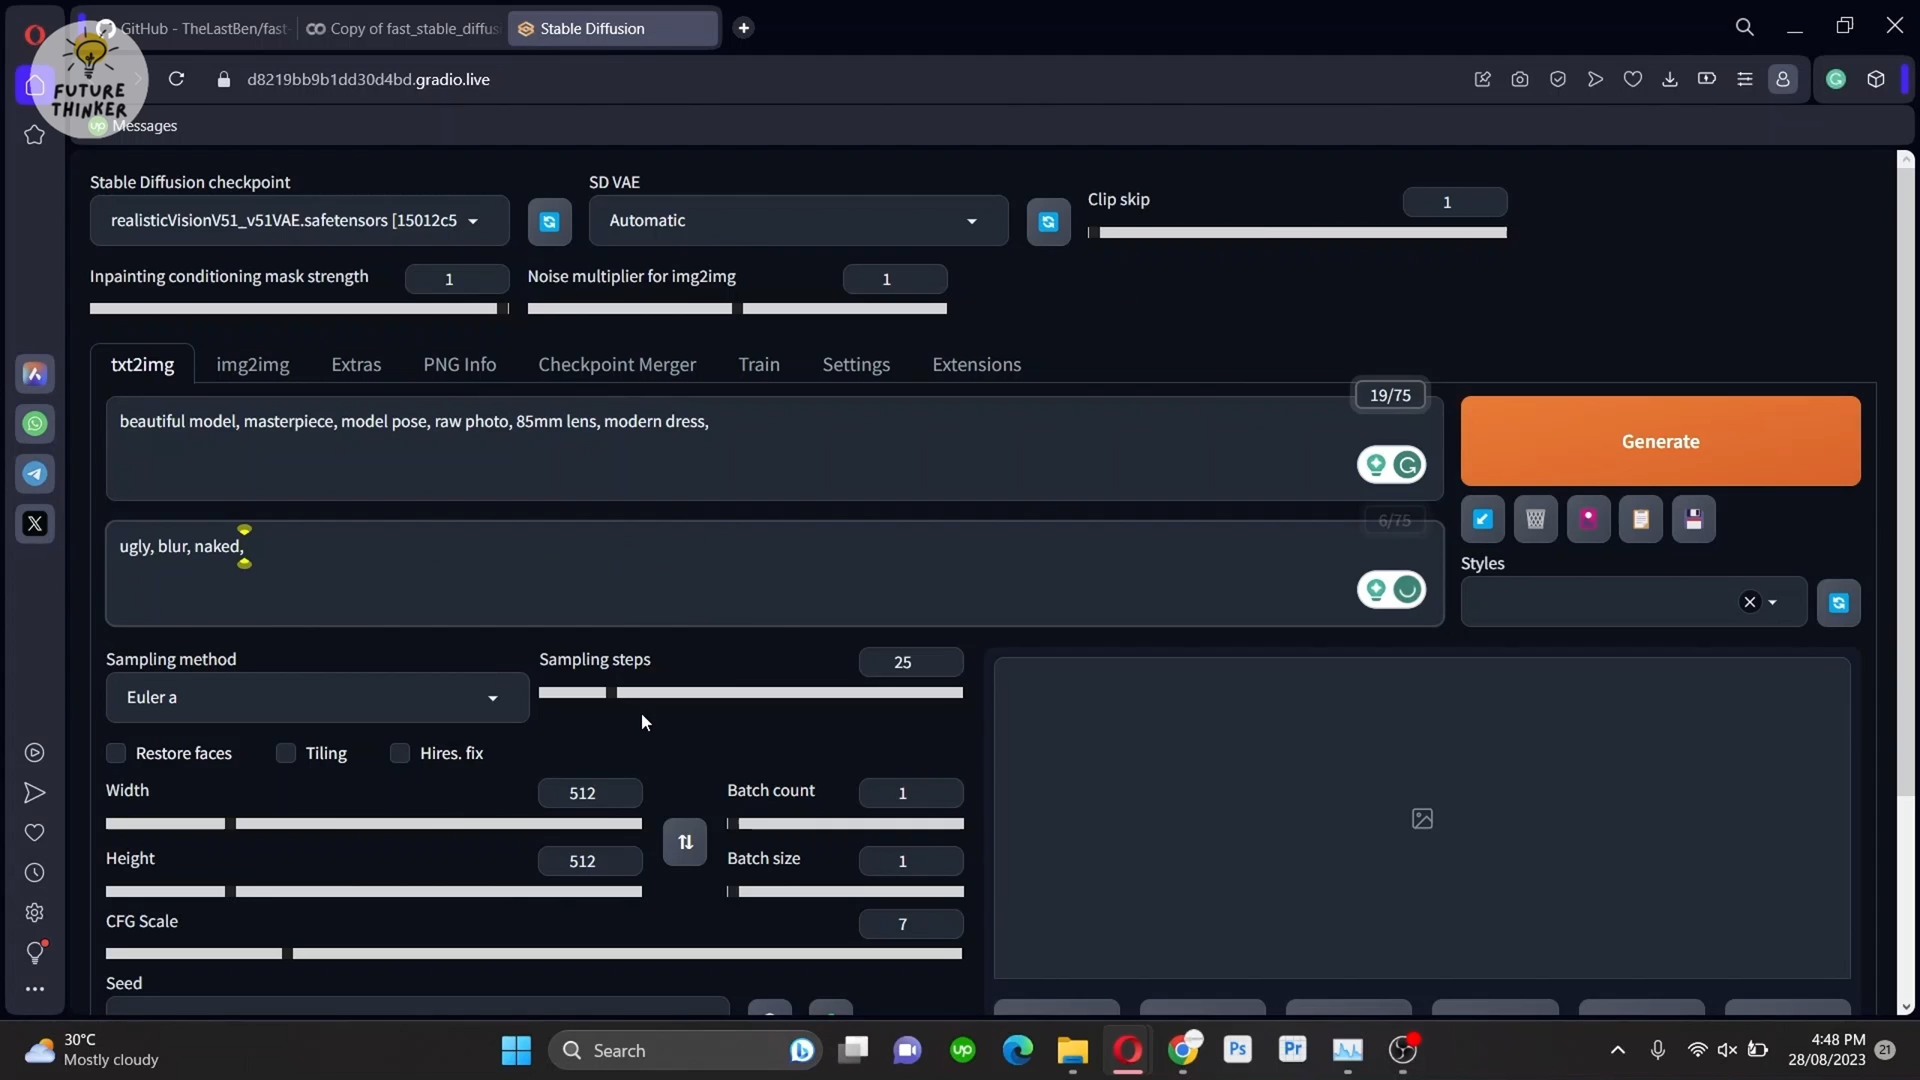 GitHub - TheLastBen/fast-
Copy of fast_stable_diffus
Stable Diffusion
d8219bb9b1dd30d4bd.gradio.live
FUTURE
THINKER
up Messages
Stable Diffusion checkpoint
SD VAE
Clip skip
1
realisticVisionV51_v51VAE.safetensors [15012c5
Automatic
Inpainting conditioning mask strength
1
Noise multiplier for img2img
1
txt2img
img2img
Extras
PNG Info
Checkpoint Merger
Train
Settings
Extensions
19/75
beautiful model, masterpiece, model pose, raw photo, 85mm lens, modern dress,
Generate
6/75
ugly, blur, naked,
Styles
Sampling method
Sampling steps
25
Euler a
Restore faces
Tiling
Hires. fix
Width
512
Batch count
1
Height
512
Batch size
1
CFG Scale
7
Seed
30°C
Mostly cloudy
Search
up
Ps
Pr
4:48 PM
28/08/2023
21